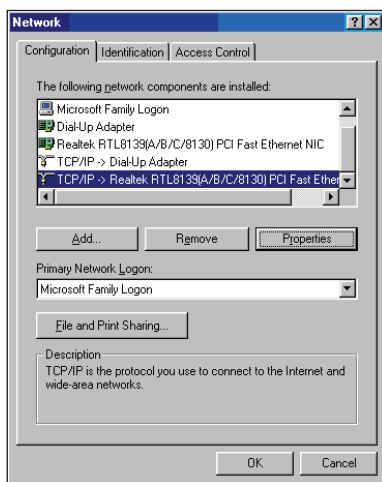 Network
Configuration Identification Access Control
The following network components are installed:
Microsoft Family Logon
Dial-Up Adapter
Realtek RTL8139(A/B/C/8130) PCI Fast Ethernet NIC
TCP/IP -> Dial-Up Adapter
TCP/IP -> Realtek RTL8139(A/B/C/8130) PCI Fast Ether
Add... Remove Properties
Primary Network Logon:
Microsoft Family Logon
File and Print Sharing...
Description
TCP/IP is the protocol you use to connect to the Internet and
wide-area networks.
OK Cancel